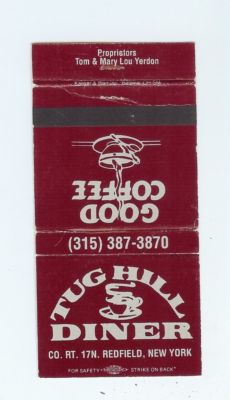 Proprietors
Tom & Mary Lou Yerdon
GOOD
COFFEE
(315) 387-3870
TUG HILL
DINER
CO. RT. 17N. REDFIELD, NEW YORK
FOR SAFETY STRIKE ON BACK